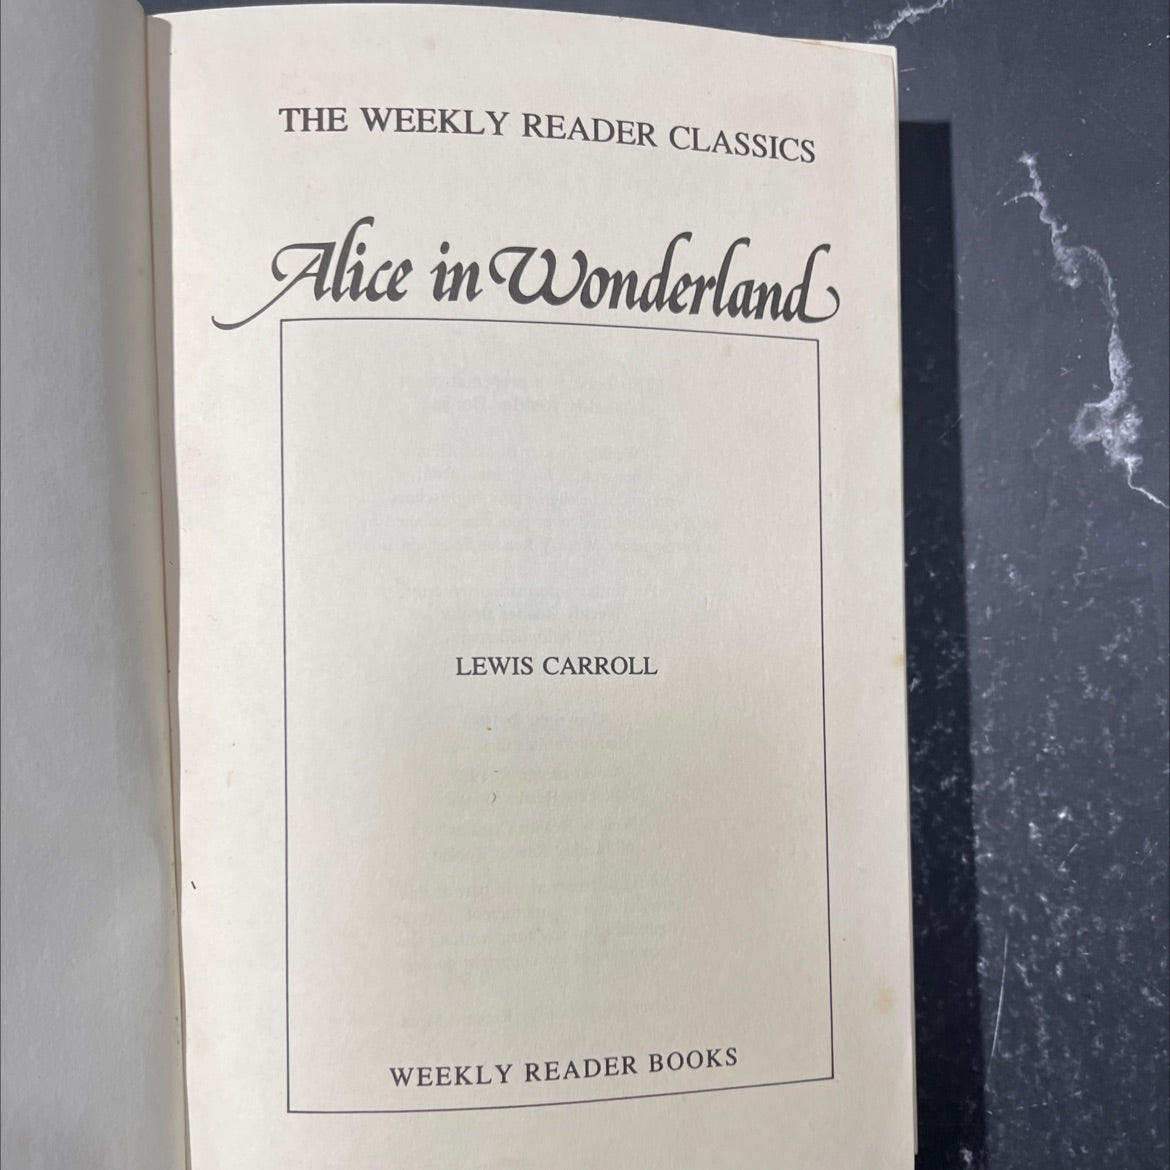 THE WEEKLY READER CLASSICS
Alice in Wonderland
LEWIS CARROLL
WEEKLY READER BOOKS